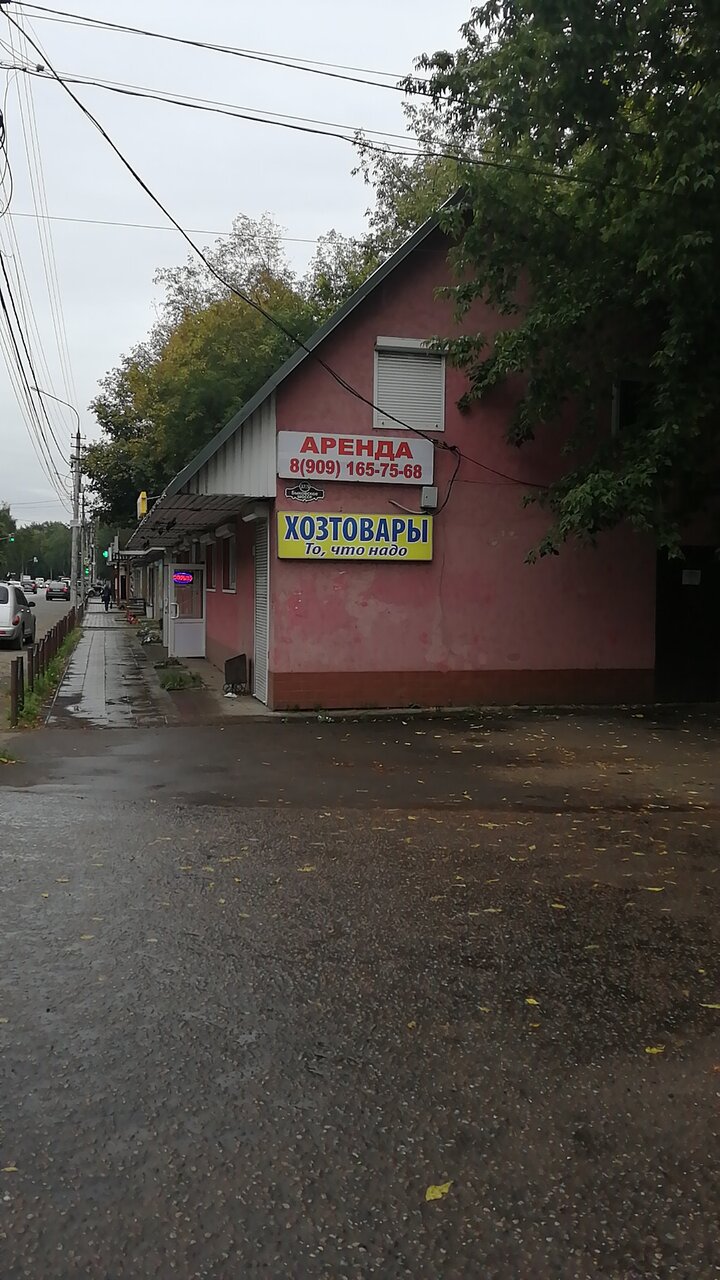 АРЕНДА
8(909) 165-75-68
ХОЗТОВАРЫ
То, что надо